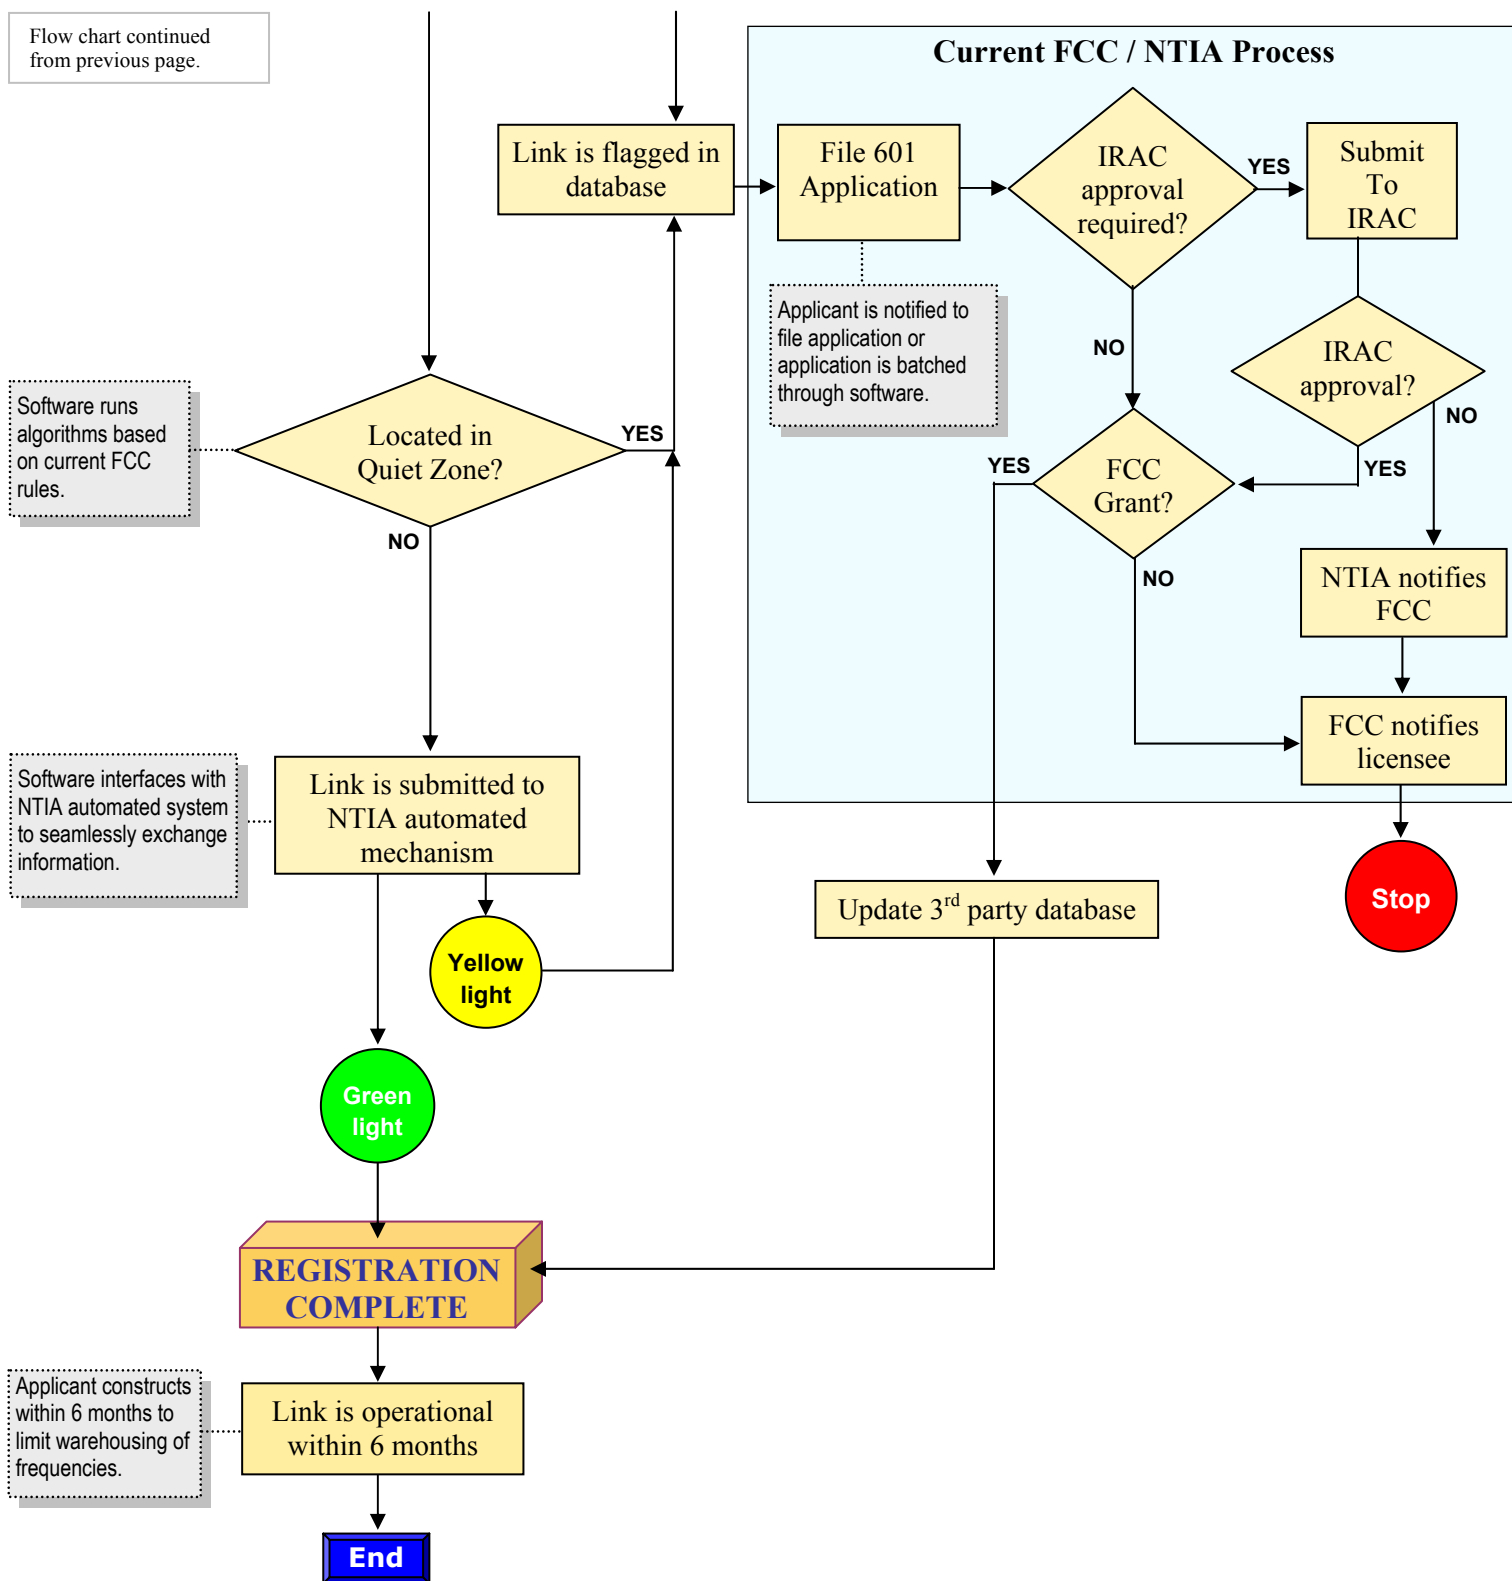 Flow chart continued
from previous page.
Current FCC / NTIA Process
Link is flagged in
database
File 601
Application
IRAC
approval
required?
YES
Submit
To
IRAC
Applicant is notified to
file application or
application is batched
through software.
NO
IRAC
approval?
NO
YES
Software runs
algorithms based
on current FCC
rules.
Located in
Quiet Zone?
YES
NO
YES
FCC
Grant?
NO
NTIA notifies
FCC
FCC notifies
licensee
Stop
Software interfaces with
NTIA automated system
to seamlessly exchange
information.
Link is submitted to
NTIA automated
mechanism
Update 3rd party database
Yellow
light
Green
light
REGISTRATION
COMPLETE
Applicant constructs
within 6 months to
limit warehousing of
frequencies.
Link is operational
within 6 months
End